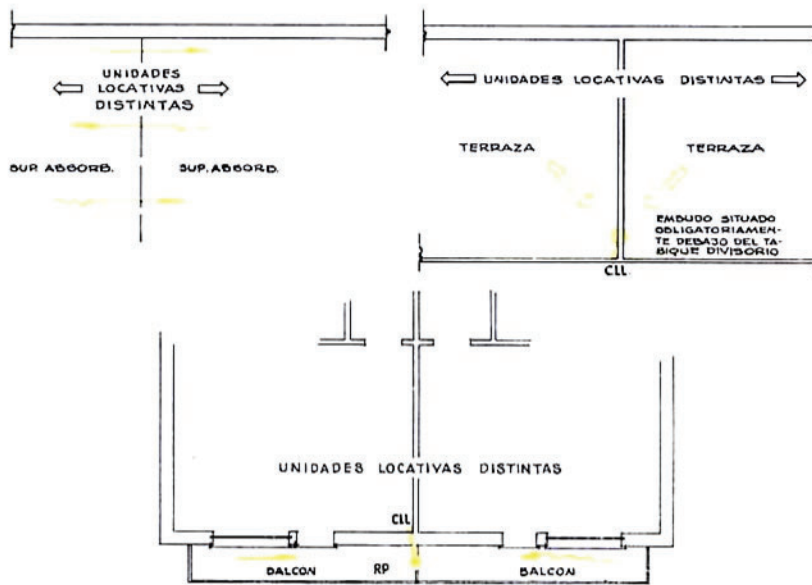 UNIDADES
LOCATIVAS
DISTINTAS
SUP. ABSORB.
SUP. ABSORB.
UNIDADES LOCATIVAS DISTINTAS
TERRAZA
TERRAZA
EMBUDO SITUADO
OBLIGATORIAMEN-
TE DEBAJO DEL TA-
BIQUE DIVISORIO
CLL
UNIDADES LOCATIVAS DISTINTAS
CLL
BALCON
RP
BALCON